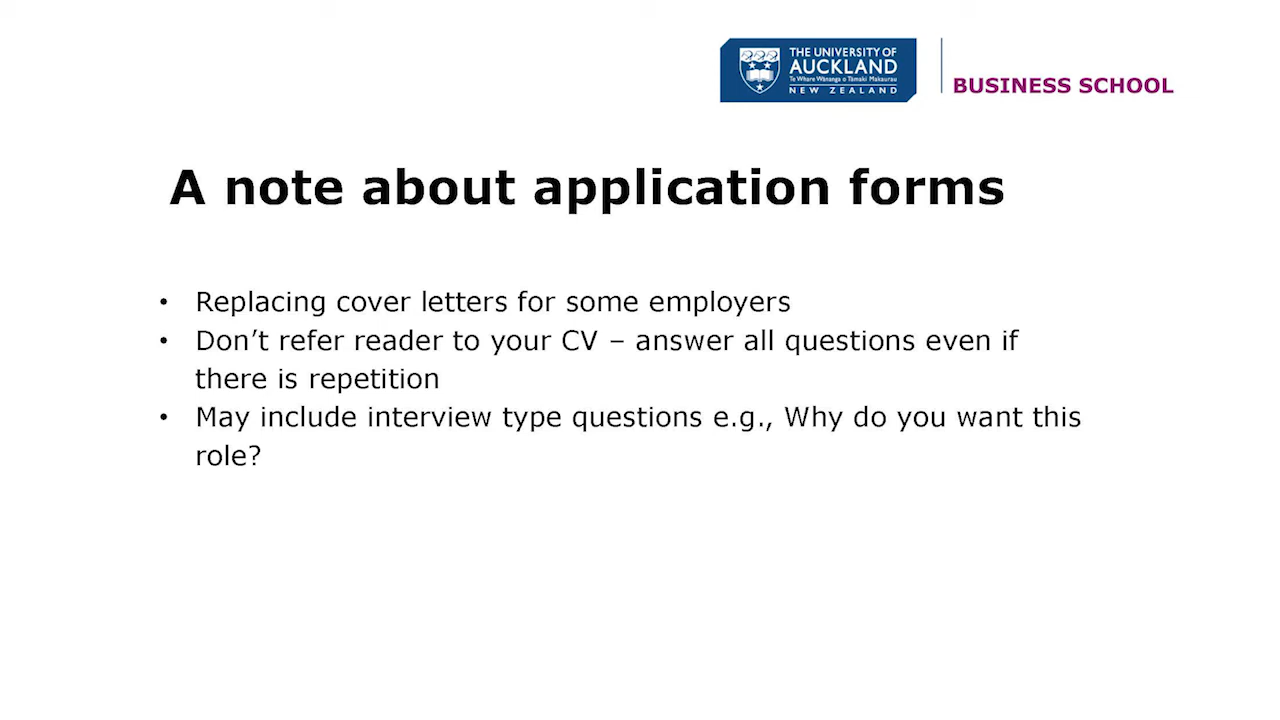 THE UNIVERSITY OF
AUCKLAND
Te Whare Wānanga o Tāmaki Makaurau
NEW ZEALAND
BUSINESS SCHOOL
A note about application forms
• Replacing cover letters for some employers
• Don’t refer reader to your CV – answer all questions even if
there is repetition
• May include interview type questions e.g., Why do you want this
role?